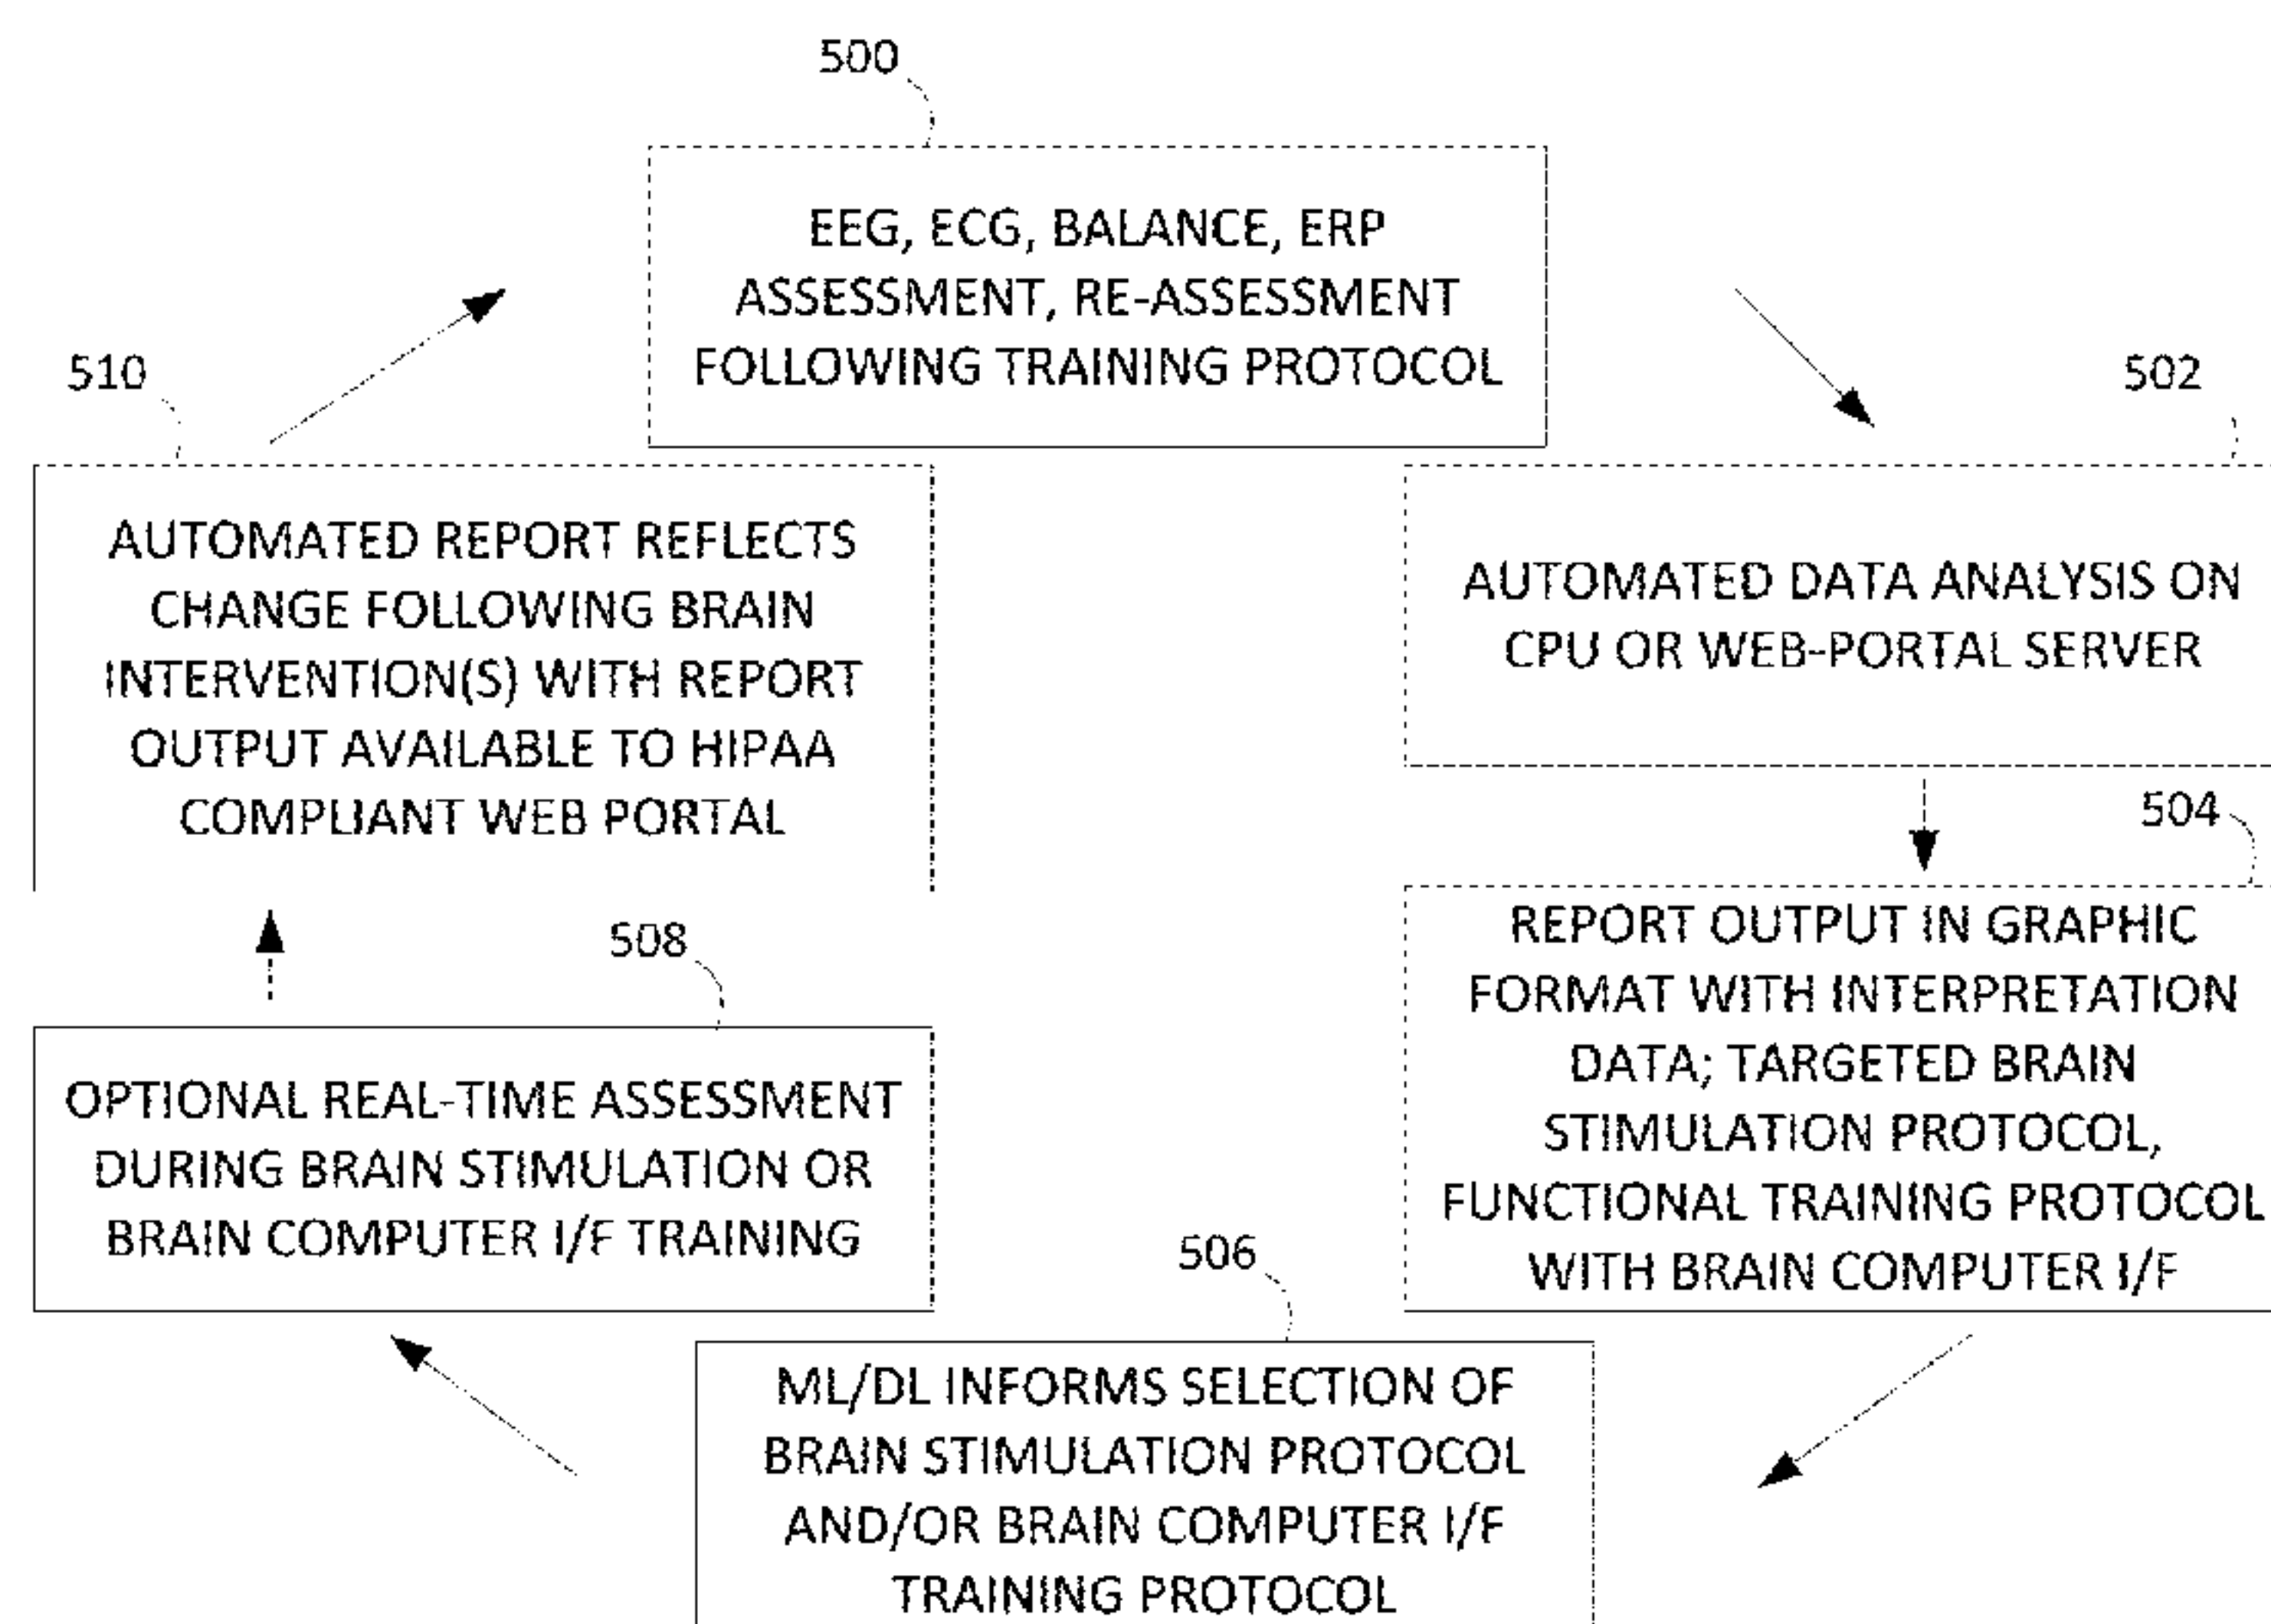 500
EEG, ECG, BALANCE, ERP
ASSESSMENT, RE-ASSESSMENT
FOLLOWING TRAINING PROTOCOL
502
AUTOMATED DATA ANALYSIS ON
CPU OR WEB-PORTAL SERVER
504
REPORT OUTPUT IN GRAPHIC
FORMAT WITH INTERPRETATION
DATA; TARGETED BRAIN
STIMULATION PROTOCOL,
FUNCTIONAL TRAINING PROTOCOL
WITH BRAIN COMPUTER I/F
506
ML/DL INFORMS SELECTION OF
BRAIN STIMULATION PROTOCOL
AND/OR BRAIN COMPUTER I/F
TRAINING PROTOCOL
508
OPTIONAL REAL-TIME ASSESSMENT
DURING BRAIN STIMULATION OR
BRAIN COMPUTER I/F TRAINING
510
AUTOMATED REPORT REFLECTS
CHANGE FOLLOWING BRAIN
INTERVENTION(S) WITH REPORT
OUTPUT AVAILABLE TO HIPAA
COMPLIANT WEB PORTAL